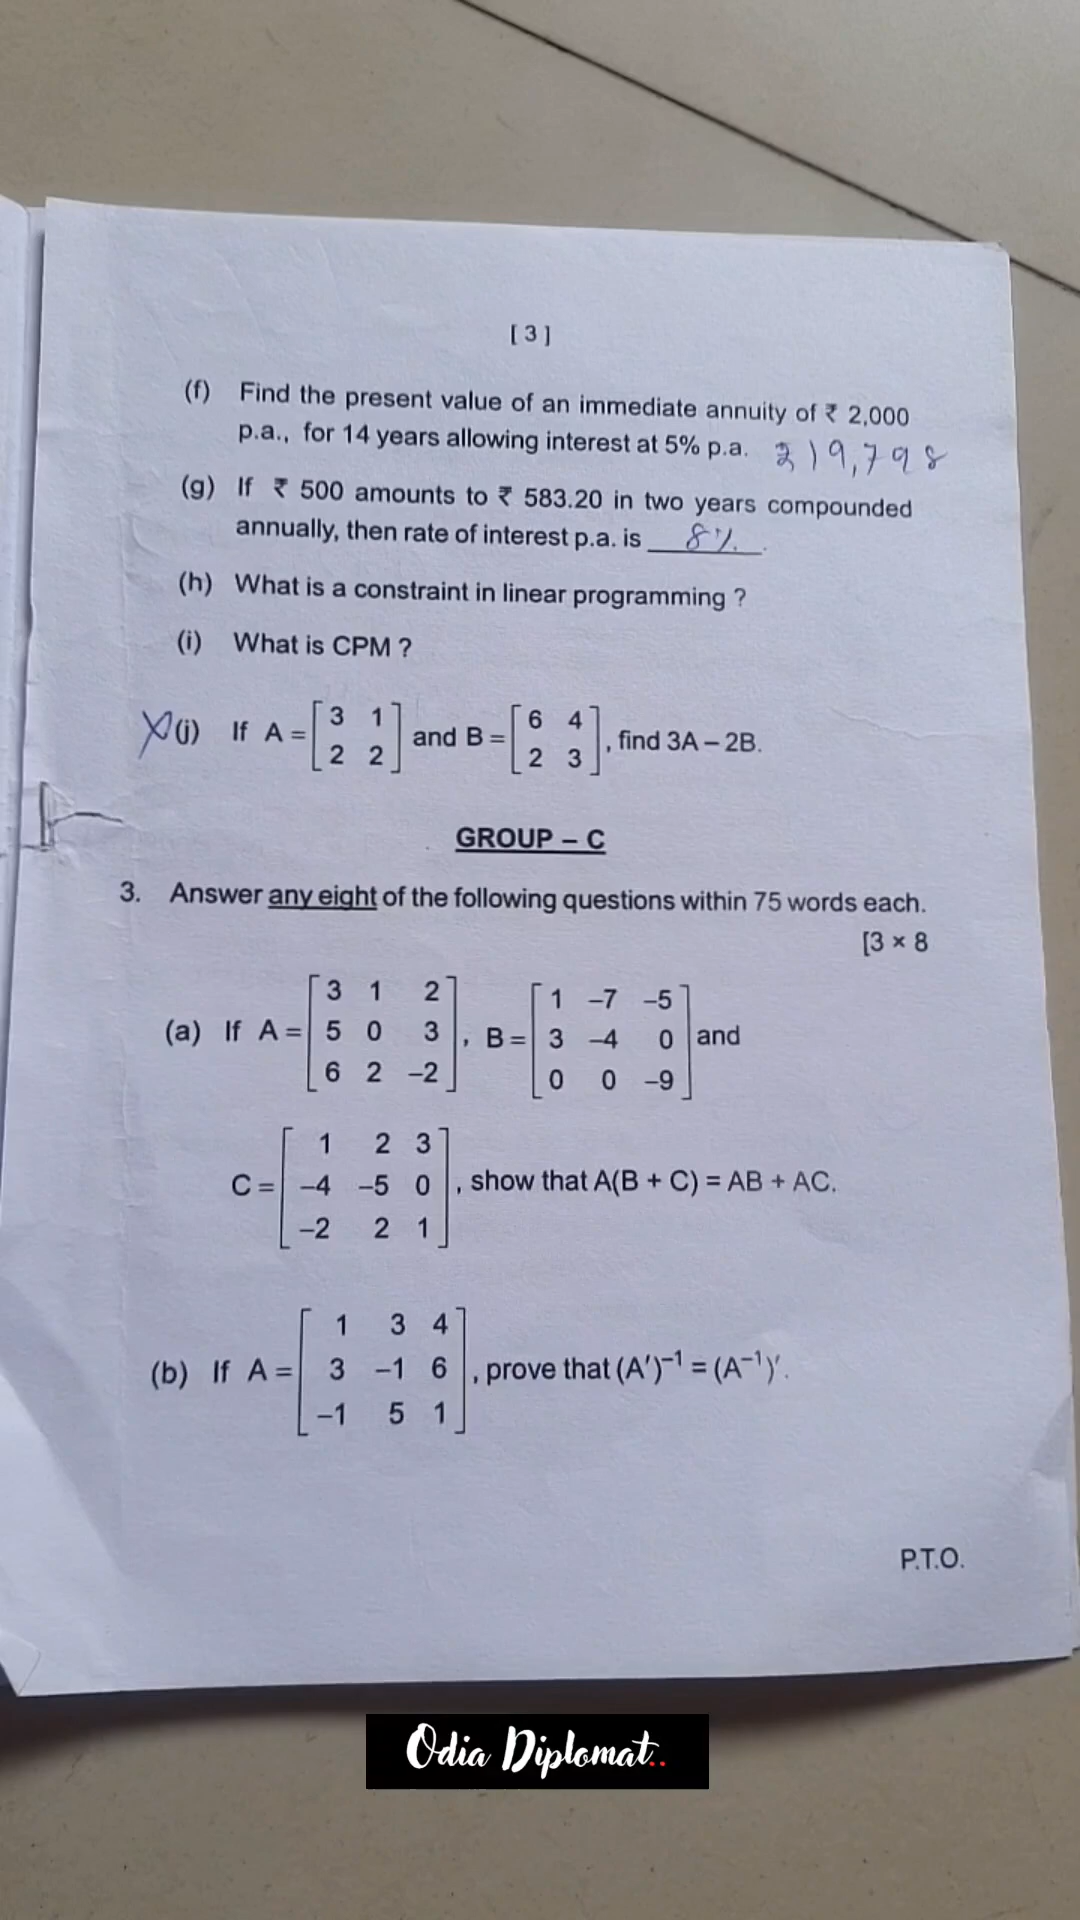 [ 3 ]
(f) Find the present value of an immediate annuity of ₹ 2,000
p.a., for 14 years allowing interest at 5% p.a. ₹19,798
(g) If ₹ 500 amounts to ₹ 583.20 in two years compounded
annually, then rate of interest p.a. is 8%.
(h) What is a constraint in linear programming ?
(i) What is CPM ?
X(j) If A = [3 1
2 2] and B = [6 4
2 3], find 3A – 2B.
GROUP – C
3. Answer any eight of the following questions within 75 words each.
[3 × 8
(a) If A = [3 1 2
5 0 3
6 2 –2], B = [1 –7 –5
3 –4 0
0 0 –9] and
C = [1 2 3
–4 –5 0
–2 2 1], show that A(B + C) = AB + AC.
(b) If A = [1 3 4
3 –1 6
–1 5 1], prove that (A′)⁻¹ = (A⁻¹)′.
P.T.O.
Odia Diplomat..